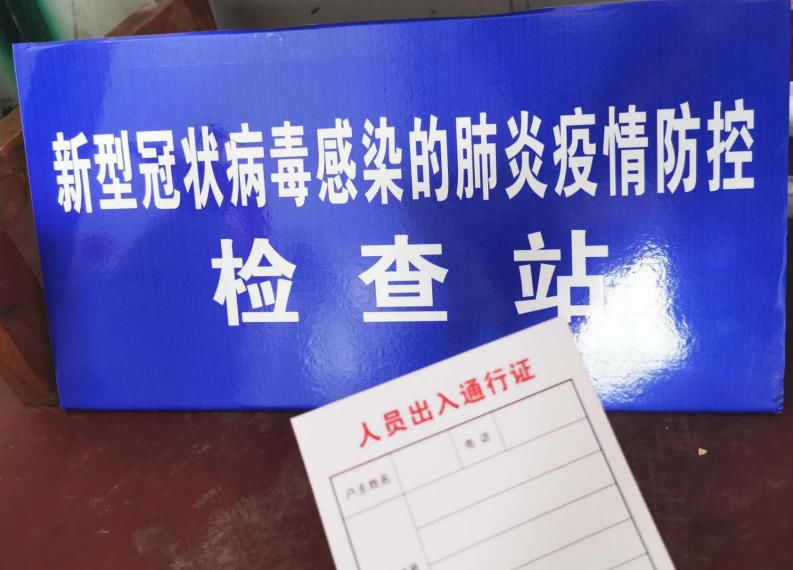 新型冠状病毒感染的肺炎疫情防控
检查站
人员出入通行证
户主姓名 电话